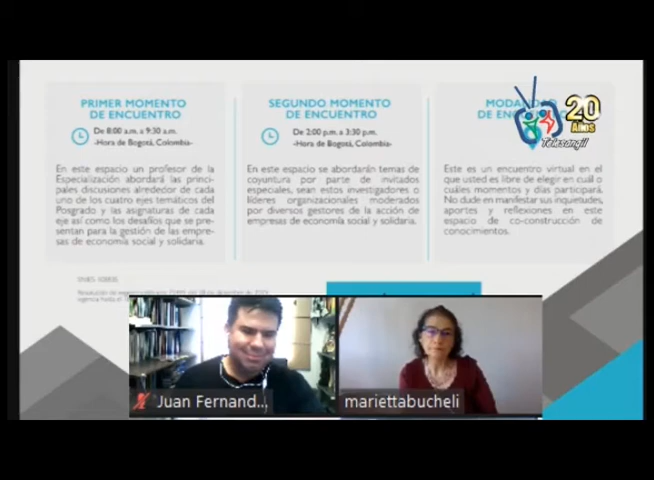 PRIMER MOMENTO
DE ENCUENTRO
De 8:00 a.m. a 9:30 a.m.
-Hora de Bogotá, Colombia-
En este espacio un profesor de la
Especialización abordará las princi-
pales discusiones alrededor de cada
uno de los cuatro ejes temáticos del
Posgrado y las asignaturas de cada
eje así como los desafíos que se pre-
sentan para la gestión de las empre-
sas de economía social y solidaria.
SEGUNDO MOMENTO
DE ENCUENTRO
De 2:00 p.m. a 3:30 p.m.
-Hora de Bogotá, Colombia-
En este espacio se abordarán temas de
coyuntura por parte de invitados
especiales, sean estos investigadores o
líderes organizacionales moderados
por diversos gestores de la acción de
empresas de economía social y solidaria.
DE
Este es un encuentro virtual en el
que usted es libre de elegir en cuál o
cuáles momentos y días participará.
No dude en manifestar sus inquietudes,
aportes y reflexiones en este
espacio de co-construcción de
conocimientos.
20
Años
Telesangil
Juan Fernand...
mariettabucheli